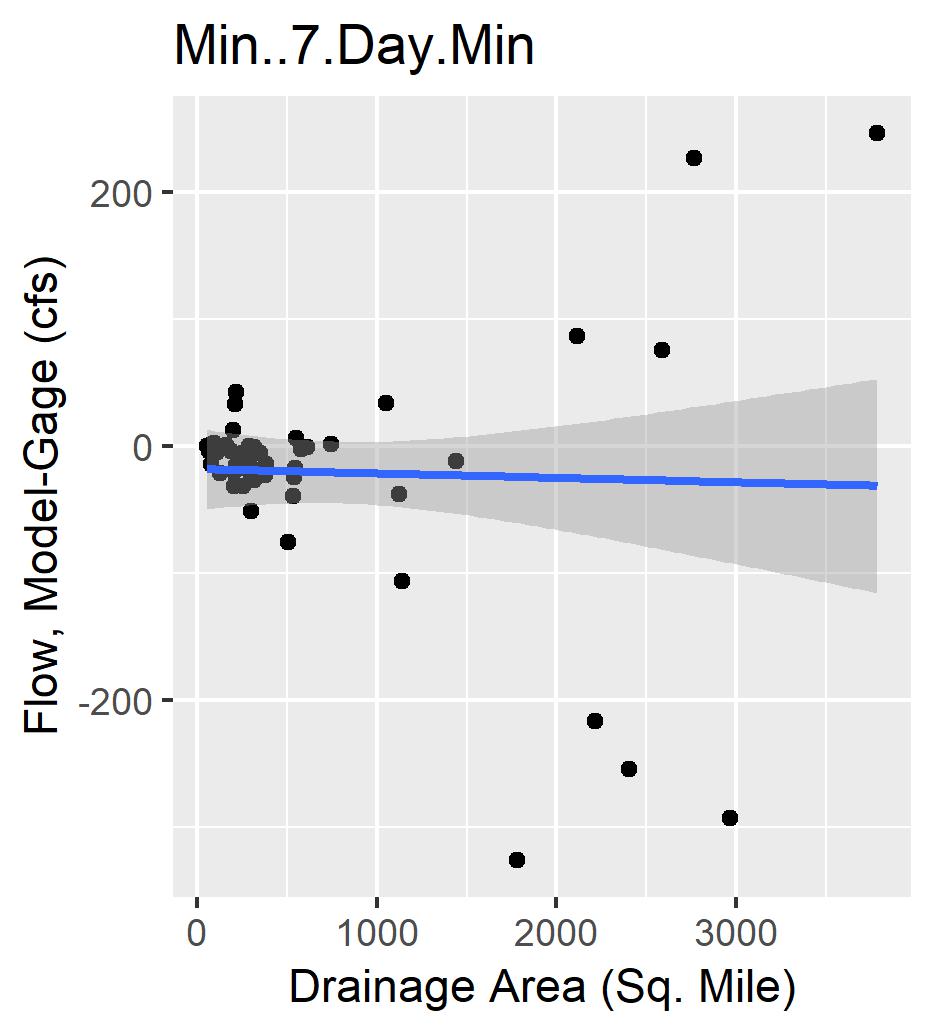 Min..7.Day.Min
Flow, Model-Gage (cfs)
200
0
-200
0 1000 2000 3000
Drainage Area (Sq. Mile)